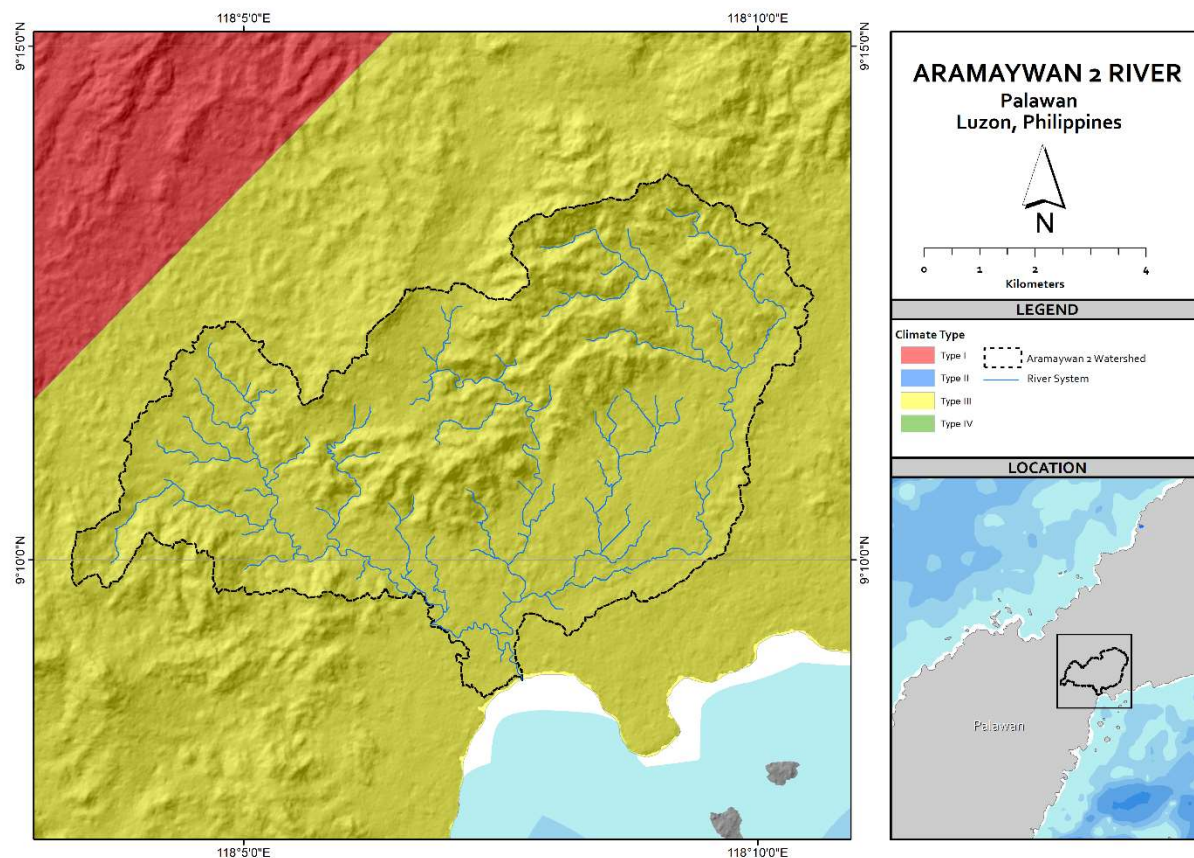 118°5'0"E
118°10'0"E
9°15'0"N
9°15'0"N
9°10'0"N
9°10'0"N
118°5'0"E
118°10'0"E
ARAMAYWAN 2 RIVER
Palawan
Luzon, Philippines
N
0 1 2 4
Kilometers
LEGEND
Climate Type
Type I
Type II
Type III
Type IV
Aramaywan 2 Watershed
River System
LOCATION
Palawan